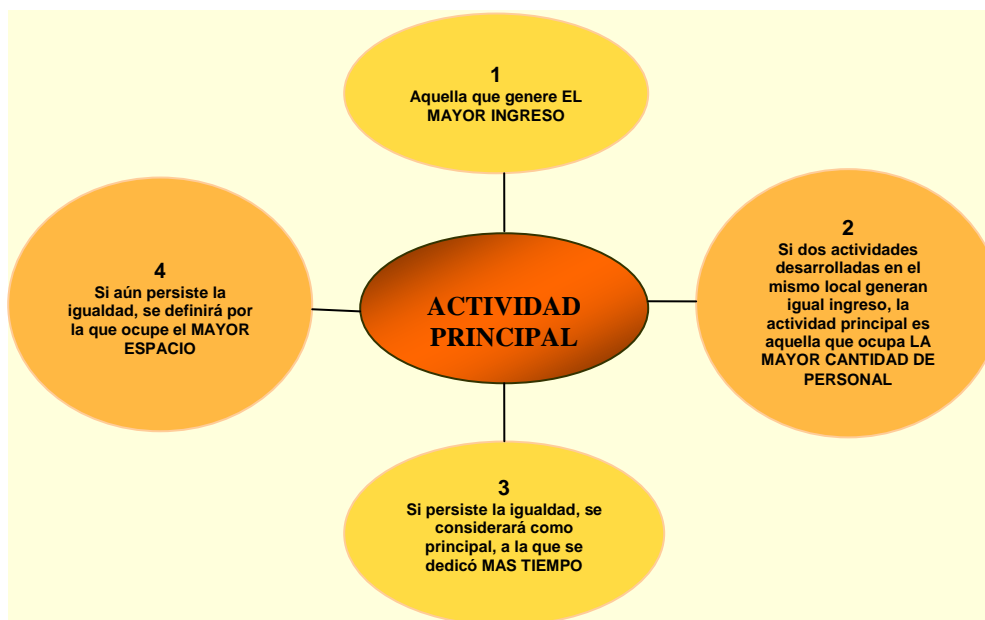 1
Aquella que genere EL
MAYOR INGRESO
2
Si dos actividades
desarrolladas en el
mismo local generan
igual ingreso, la
actividad principal es
aquella que ocupa LA
MAYOR CANTIDAD DE
PERSONAL
4
Si aún persiste la
igualdad, se definirá por
la que ocupe el MAYOR
ESPACIO
ACTIVIDAD
PRINCIPAL
3
Si persiste la igualdad, se
considerará como
principal, a la que se
dedicó MAS TIEMPO